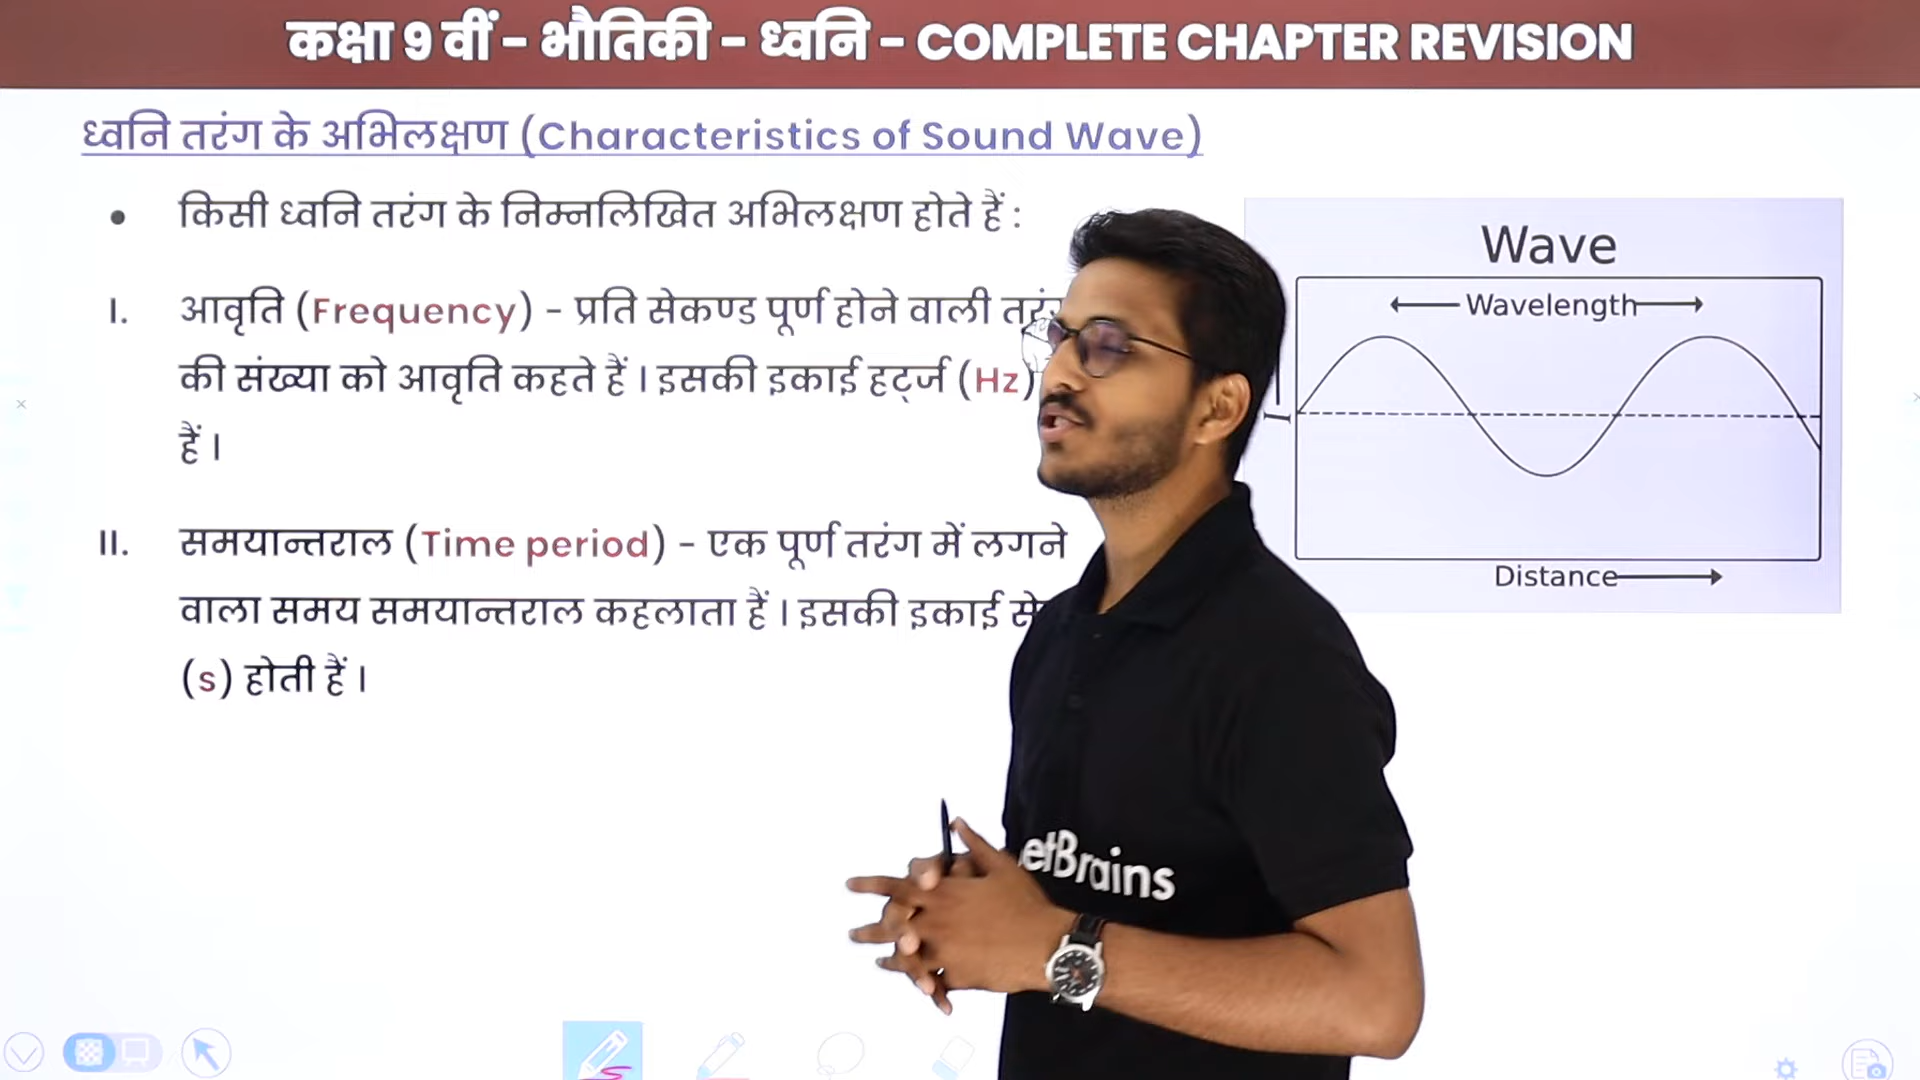 कक्षा 9 वीं - भौतिकी - ध्वनि - COMPLETE CHAPTER REVISION
ध्वनि तरंग के अभिलक्षण (Characteristics of Sound Wave)
• किसी ध्वनि तरंग के निम्नलिखित अभिलक्षण होते हैं :
I. आवृति (Frequency) - प्रति सेकण्ड पूर्ण होने वाली
की संख्या को आवृति कहते हैं । इसकी इकाई हर्ट्ज (Hz)
हैं ।
II. समयान्तराल (Time period) - एक पूर्ण तरंग में लगने
वाला समय समयान्तराल कहलाता हैं । इसकी इकाई
(s) होती हैं ।
Wave
Wavelength
Distance
etBrains